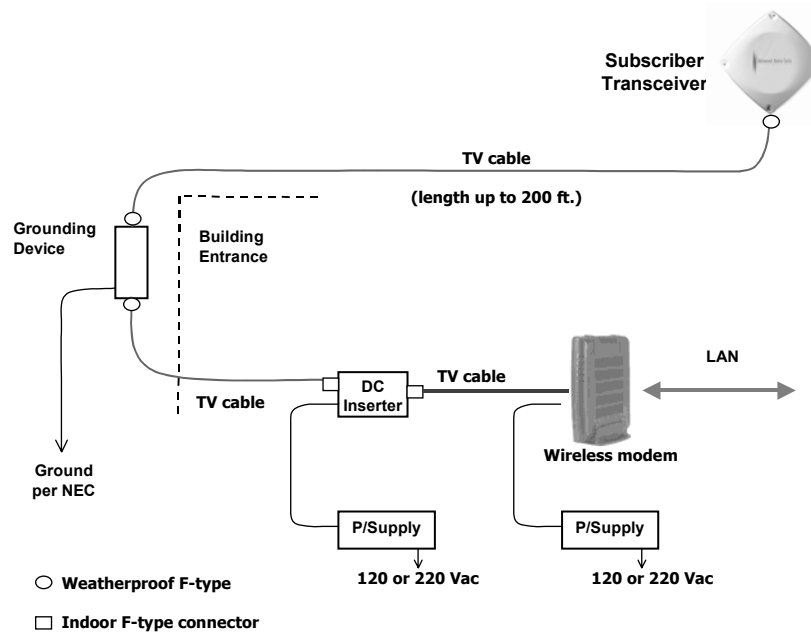 Subscriber
Transceiver
TV cable
(length up to 200 ft.)
Grounding
Device
Building
Entrance
LAN
DC
Inserter
TV cable
TV cable
Wireless modem
Ground
per NEC
P/Supply
P/Supply
120 or 220 Vac
120 or 220 Vac
Weatherproof F-type
Indoor F-type connector